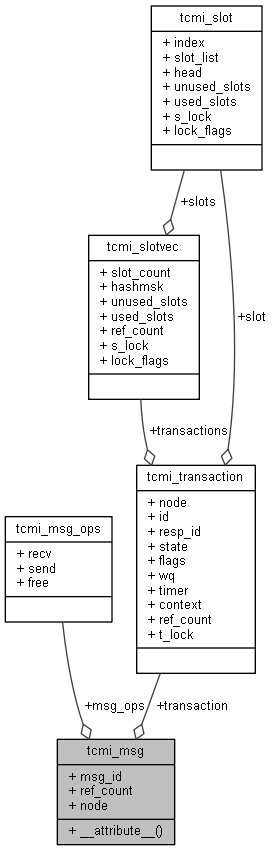 tcmi_slot
+ index
+ slot_list
+ head
+ unused_slots
+ used_slots
+ s_lock
+ lock_flags
+slots
tcmi_slotvec
+ slot_count
+ hashmsk
+ unused_slots
+ used_slots
+ ref_count
+ s_lock
+ lock_flags
+slot
+transactions
tcmi_transaction
+ node
+ id
+ resp_id
+ state
+ flags
+ wq
+ timer
+ context
+ ref_count
+ t_lock
tcmi_msg_ops
+ recv
+ send
+ free
+msg_ops
+transaction
tcmi_msg
+ msg_id
+ ref_count
+ node
+ __attribute__()